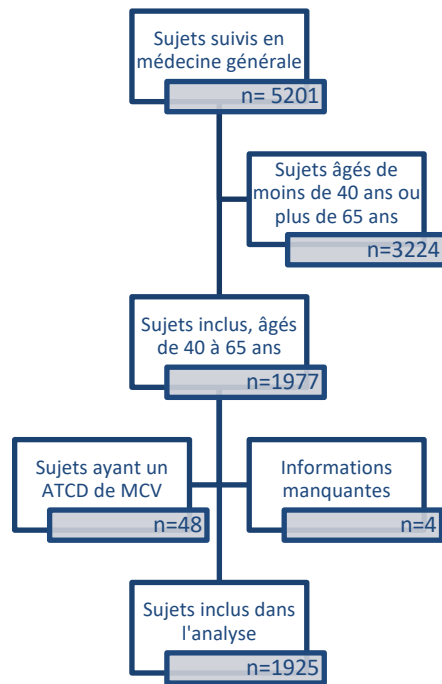 Sujets suivis en
médecine générale
n= 5201
Sujets âgés de
moins de 40 ans ou
plus de 65 ans
n=3224
Sujets inclus, âgés
de 40 à 65 ans
n=1977
Sujets ayant un
ATCD de MCV
n=48
Informations
manquantes
n=4
Sujets inclus dans
l'analyse
n=1925